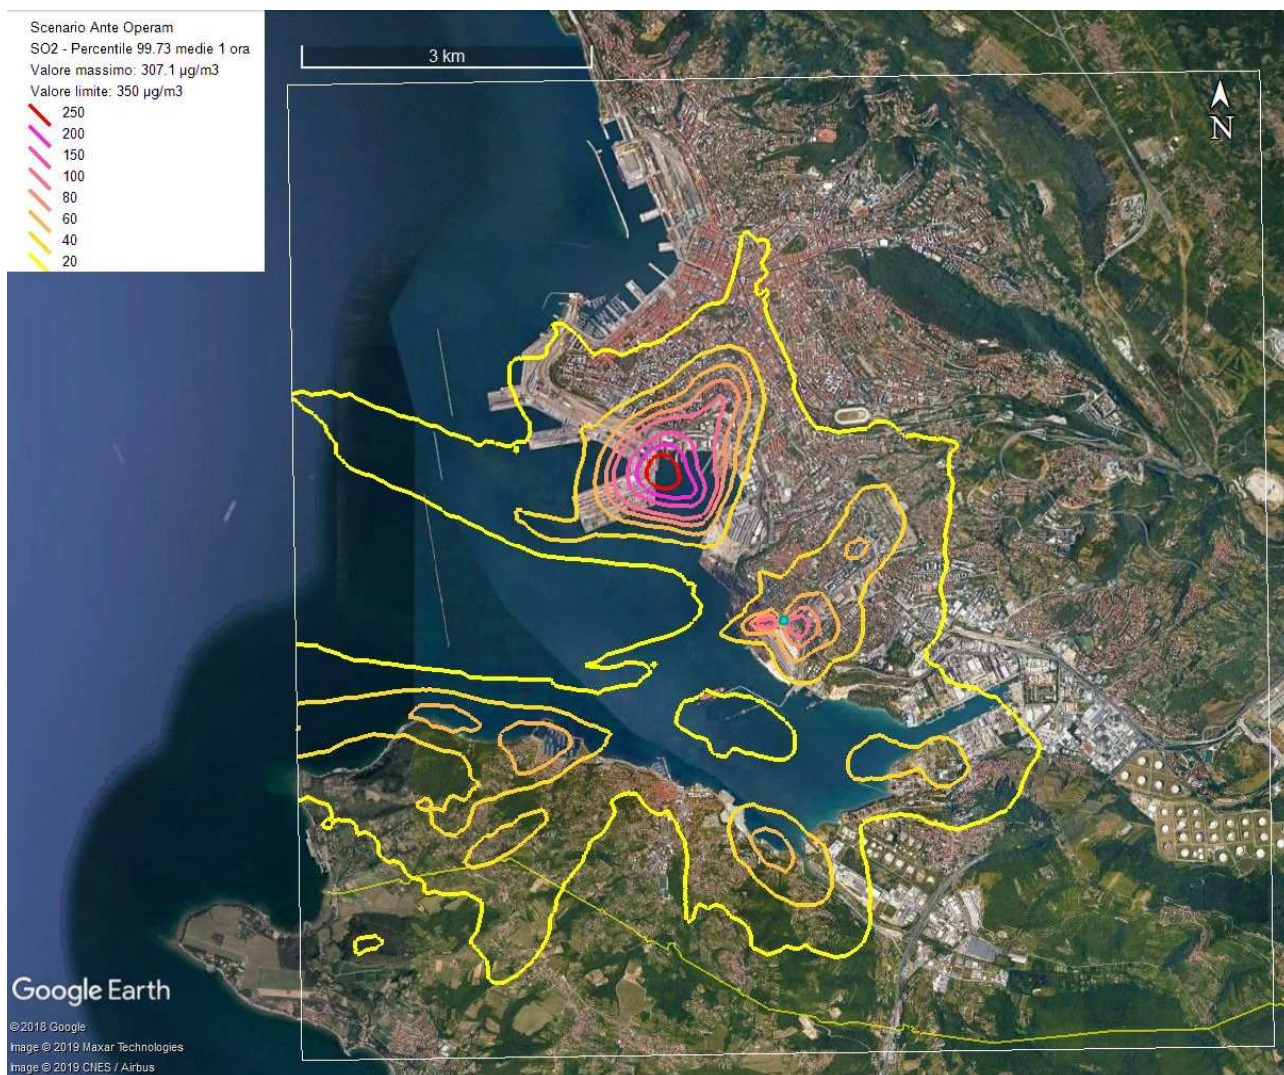 Scenario Ante Operam
SO2 - Percentile 99.73 medie 1 ora
Valore massimo: 307.1 µg/m3
Valore limite: 350 µg/m3
250
200
150
100
80
60
40
20
3 km
N
Google Earth
© 2018 Google
Image © 2019 Maxar Technologies
Image © 2019 CNES / Airbus